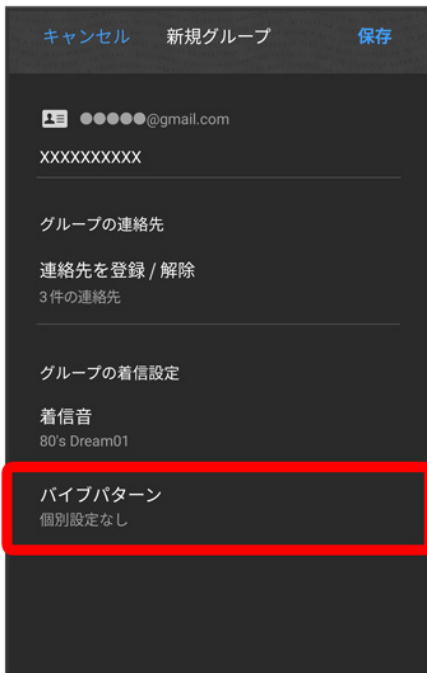 キャンセル 新規グループ 保存
●●●●●@gmail.com
XXXXXXXXXX
グループの連絡先
連絡先を登録 / 解除
3件の連絡先
グループの着信設定
着信音
80's Dream01
バイブパターン
個別設定なし